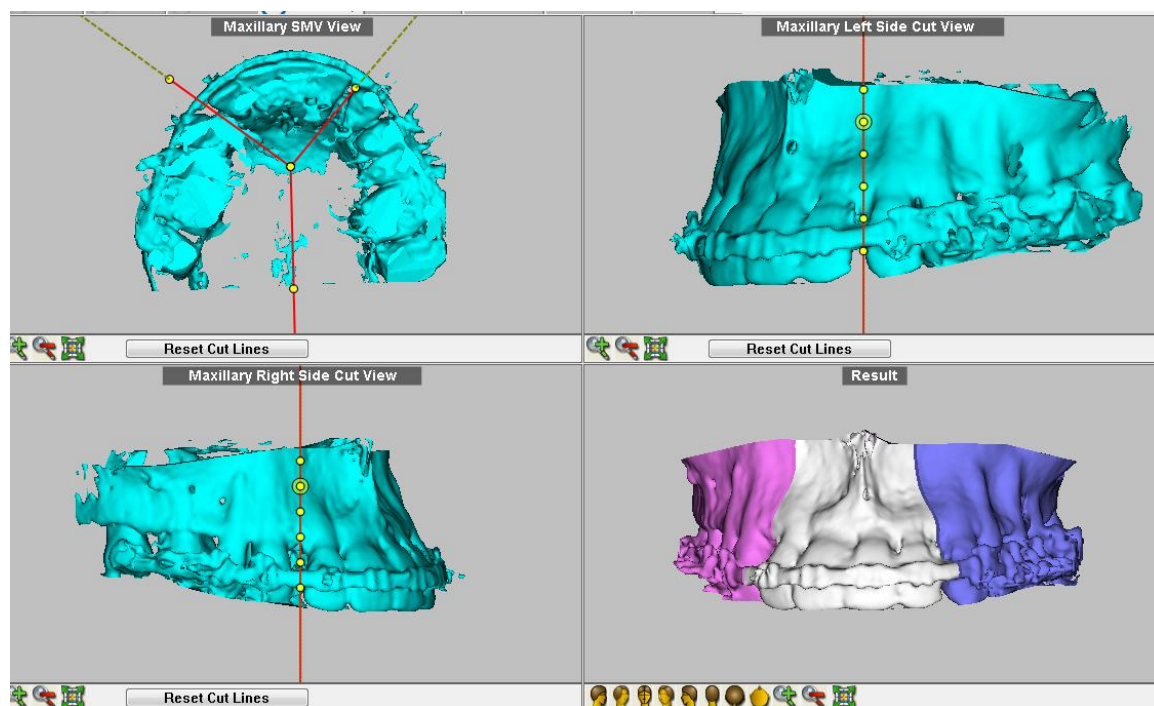 Maxillary SMV View
Maxillary Left Side Cut View
Reset Cut Lines
Reset Cut Lines
Maxillary Right Side Cut View
Result
Reset Cut Lines